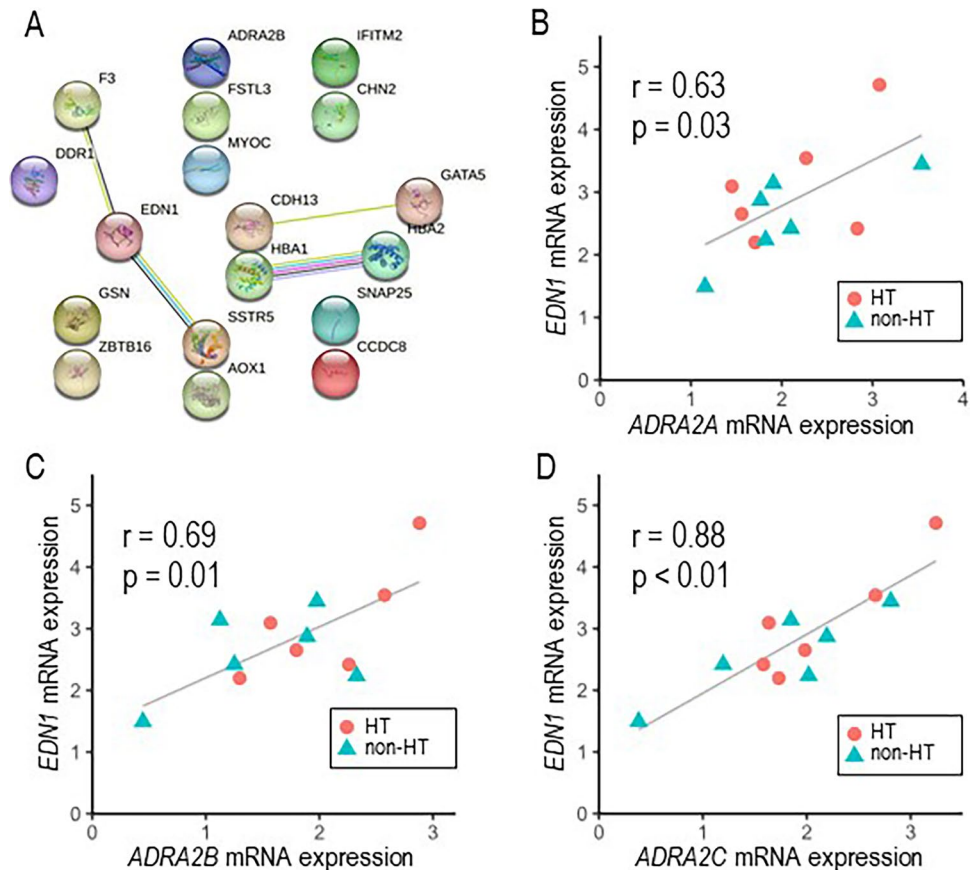 A
ADRA2B
IFITM2
F3
FSTL3
CHN2
DDR1
MYOC
GATA5
EDN1
CDH13
HBA2
HBA1
GSN
SSTR5
SNAP25
ZBTB16
AOX1
CCDC8
B
r = 0.63
p = 0.03
5
4
3
2
1
0
EDN1 mRNA expression
HT
non-HT
0 1 2 3 4
ADRA2A mRNA expression
C
r = 0.69
p = 0.01
5
4
3
2
1
0
EDN1 mRNA expression
HT
non-HT
0 1 2 3
ADRA2B mRNA expression
D
r = 0.88
p < 0.01
5
4
3
2
1
0
EDN1 mRNA expression
HT
non-HT
0 1 2 3
ADRA2C mRNA expression